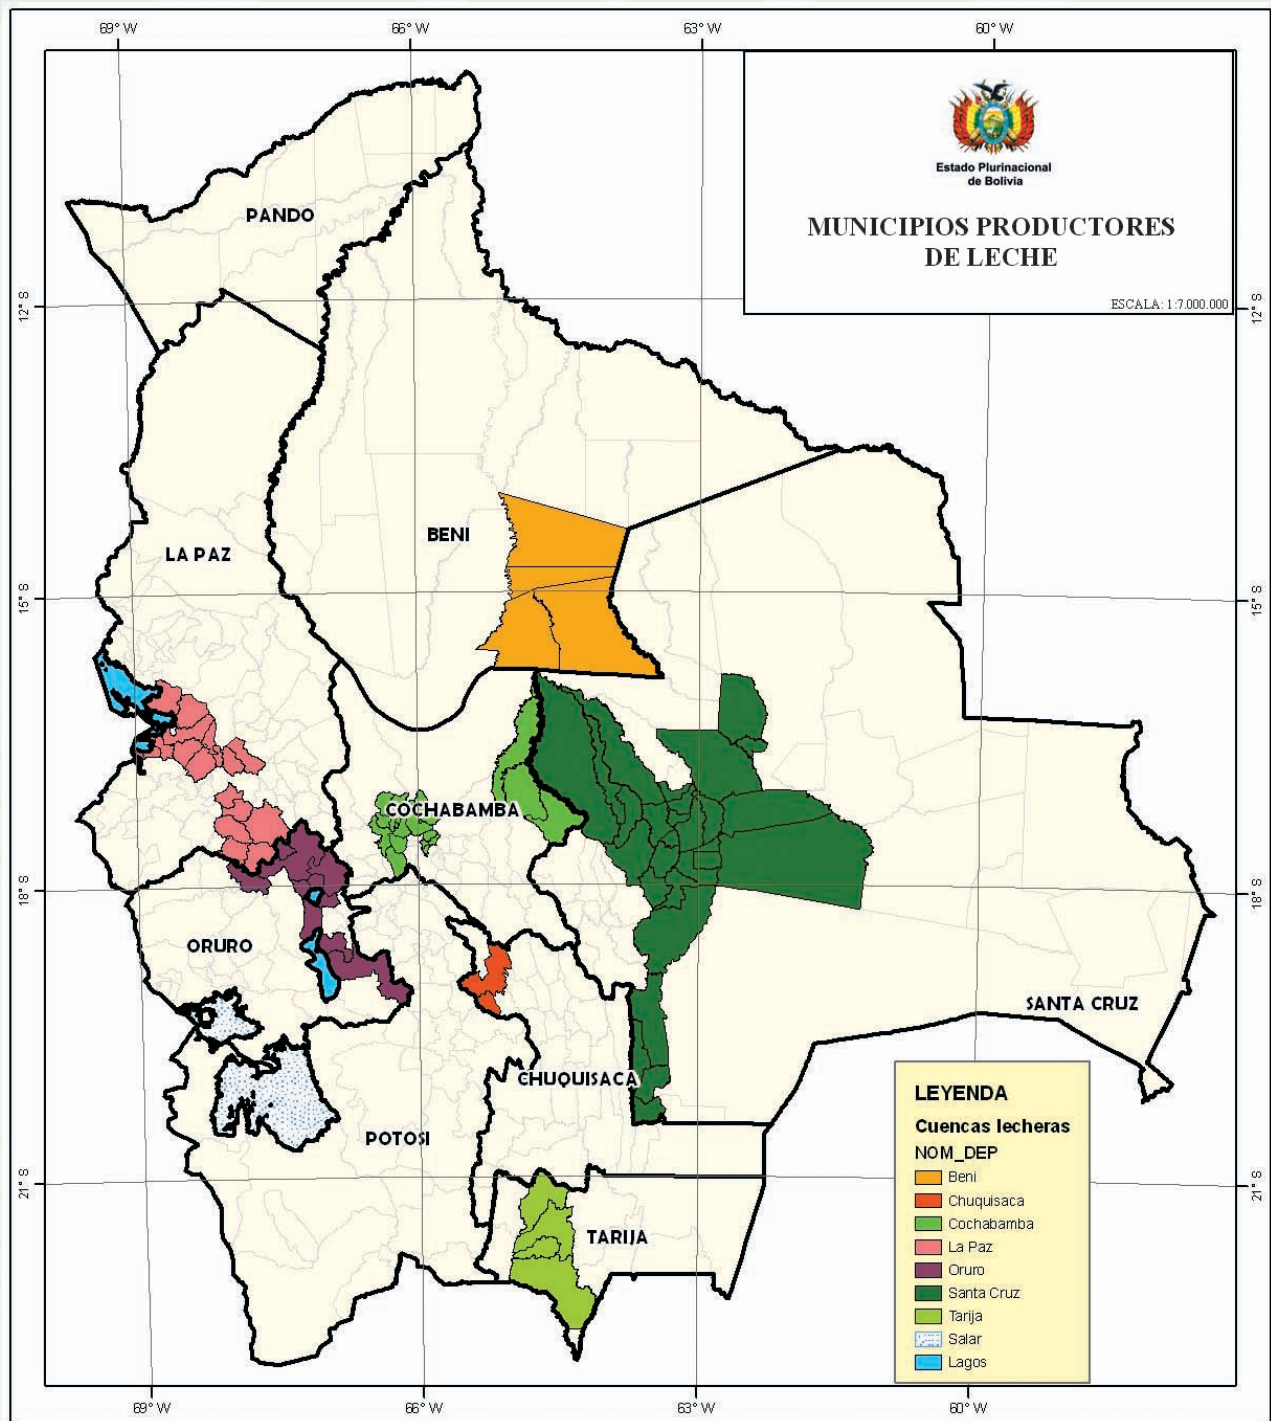 69° W
66° W
63° W
60° W
Estado Plurinacional
de Bolivia
MUNICIPIOS PRODUCTORES
DE LECHE
ESCALA: 1:7.000.000
PANDO
12° S
12° S
BENI
LA PAZ
15° S
15° S
COCHABAMBA
18° S
18° S
ORURO
SANTA CRUZ
CHUQUISACA
POTOSI
21° S
21° S
TARIJA
LEYENDA
Cuencas lecheras
NOM_DEP
Beni
Chuquisaca
Cochabamba
La Paz
Oruro
Santa Cruz
Tarija
Salar
Lagos
69° W
66° W
63° W
60° W